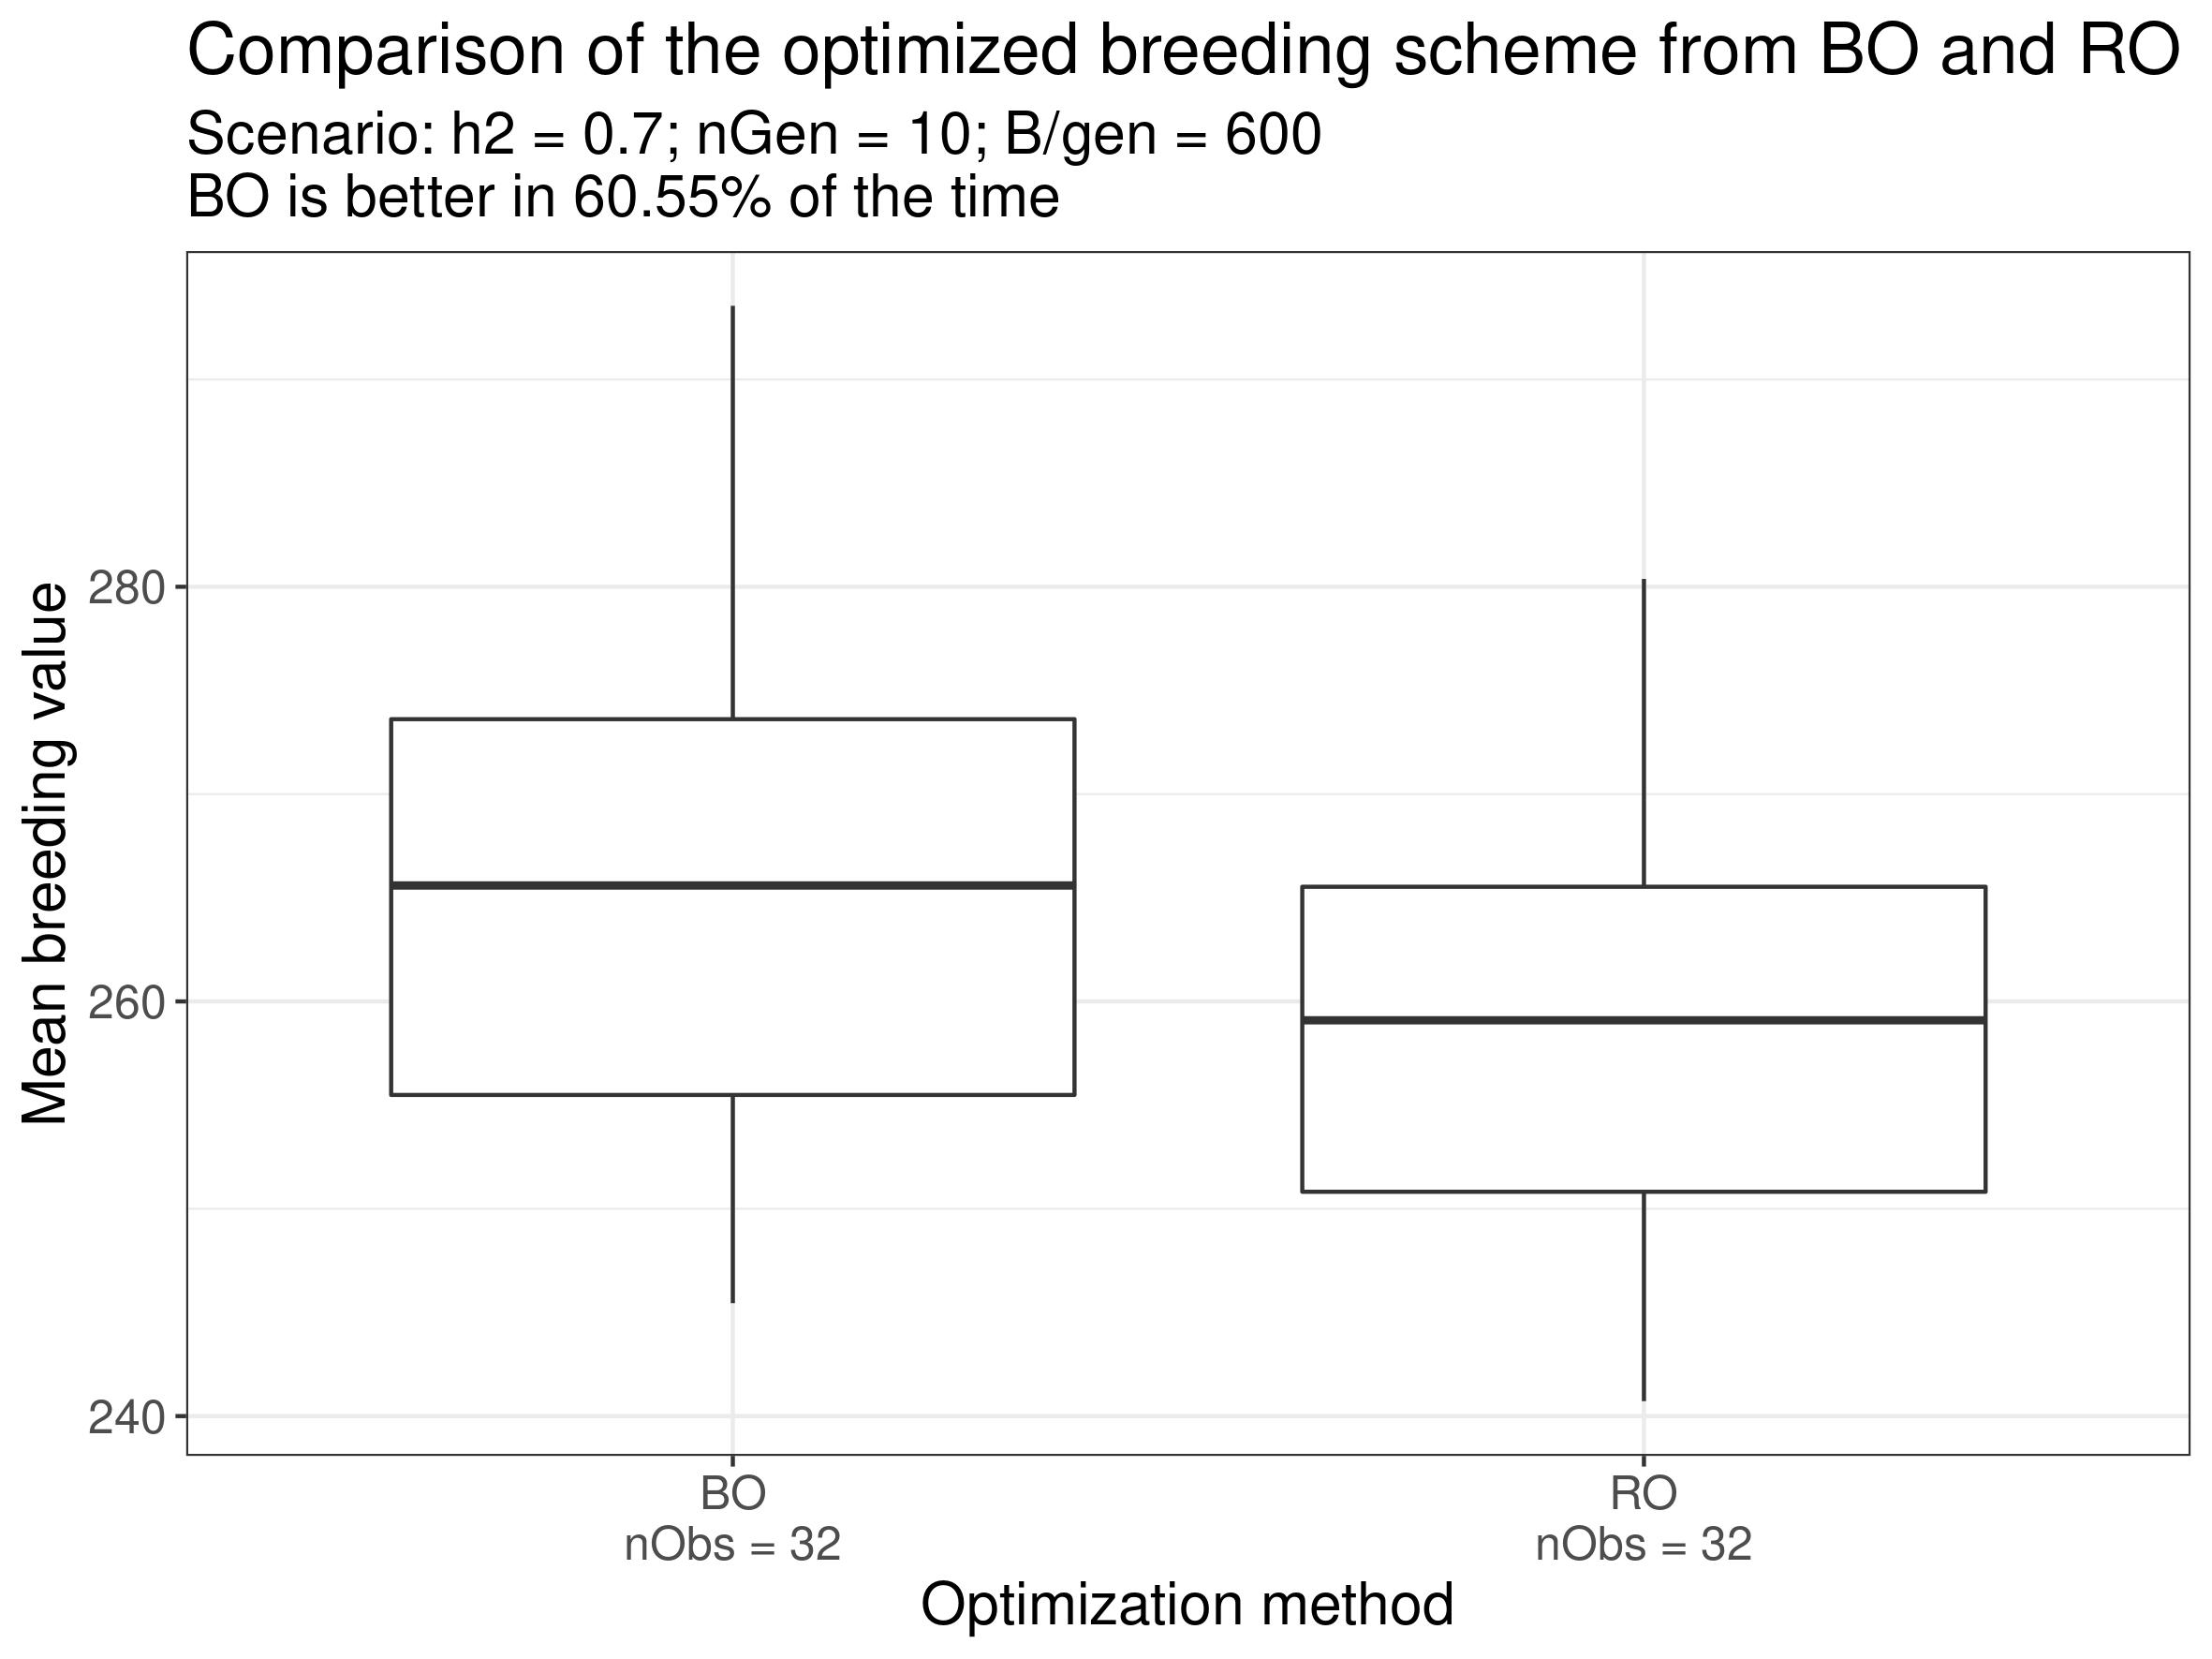 Comparison of the optimized breeding scheme from BO and RO
Scenario: h2 = 0.7; nGen = 10; B/gen = 600
BO is better in 60.55% of the time
Mean breeding value
280
260
240
BO
nObs = 32
RO
nObs = 32
Optimization method